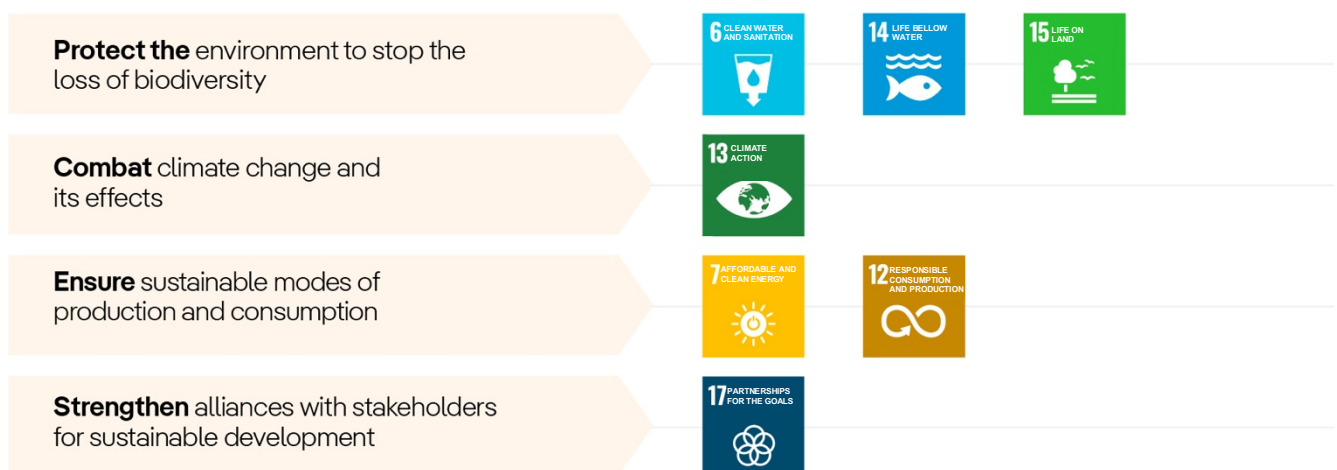 Protect the environment to stop the
loss of biodiversity
6 CLEAN WATER
AND SANITATION
14 LIFE BELLOW
WATER
15 LIFE ON
LAND
Combat climate change and
its effects
13 CLIMATE
ACTION
Ensure sustainable modes of
production and consumption
7 AFFORDABLE AND
CLEAN ENERGY
12 RESPONSIBLE
CONSUMPTION
AND PRODUCTION
Strengthen alliances with stakeholders
for sustainable development
17 PARTNERSHIPS
FOR THE GOALS